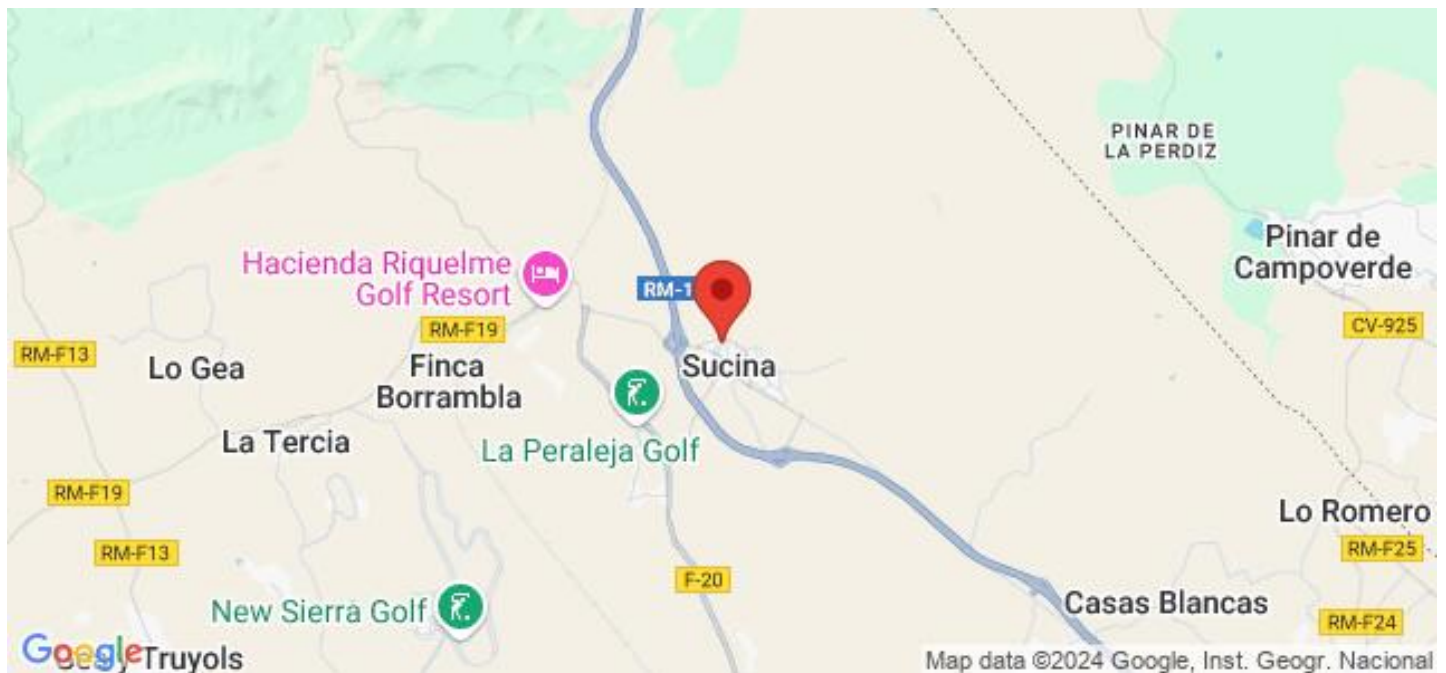 PINAR DE
LA PERDIZ
Pinar de
Campoverde
Hacienda Riquelme
Golf Resort
RM-1
RM-F19
CV-925
RM-F13
Lo Gea
Finca
Borrambla
Sucina
La Tercia
La Peraleja Golf
RM-F19
Lo Romero
RM-F13
RM-F25
F-20
New Sierra Golf
Casas Blancas
RM-F24
Google
Truyols
Map data ©2024 Google, Inst. Geogr. Nacional